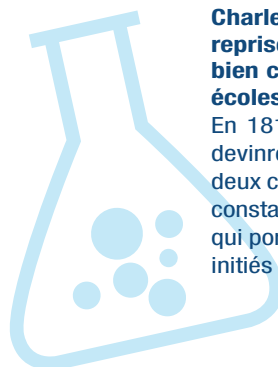 Charle
reprise
bien c
écoles
En 181
devinre
deux c
consta
qui por
initiés